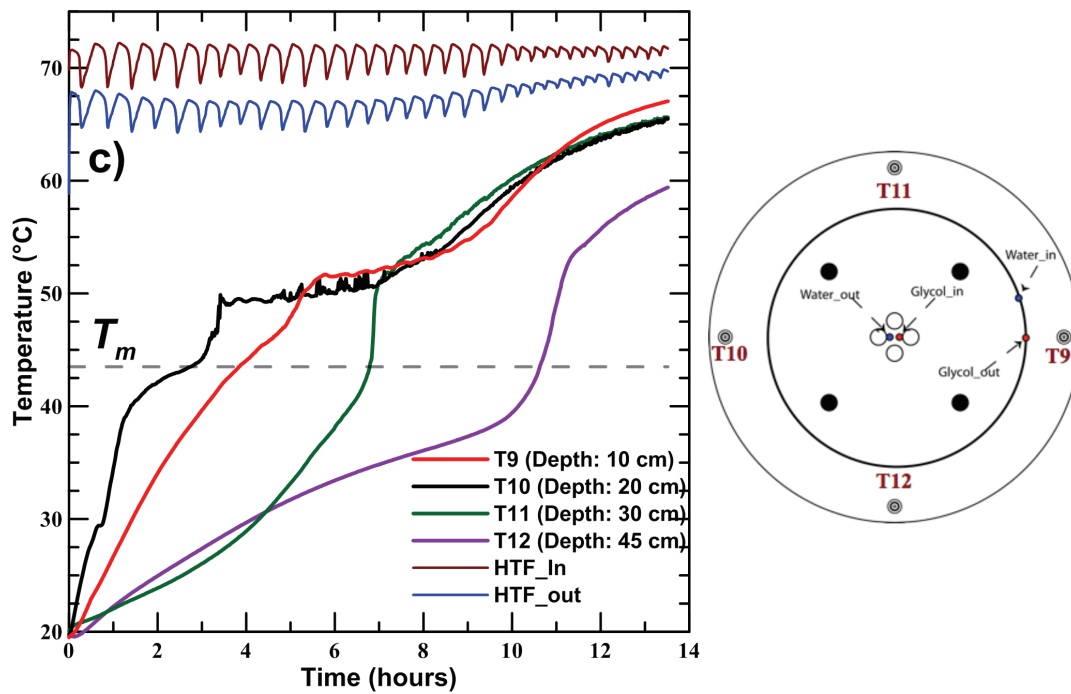 c)
Temperature (°C)
70
60
50
40
30
20
T_m
T9 (Depth: 10 cm)
T10 (Depth: 20 cm)
T11 (Depth: 30 cm)
T12 (Depth: 45 cm)
HTF_In
HTF_out
0 2 4 6 8 10 12 14
Time (hours)
T11
Water_in
Water_out
Glycol_in
T10
T9
Glycol_out
T12